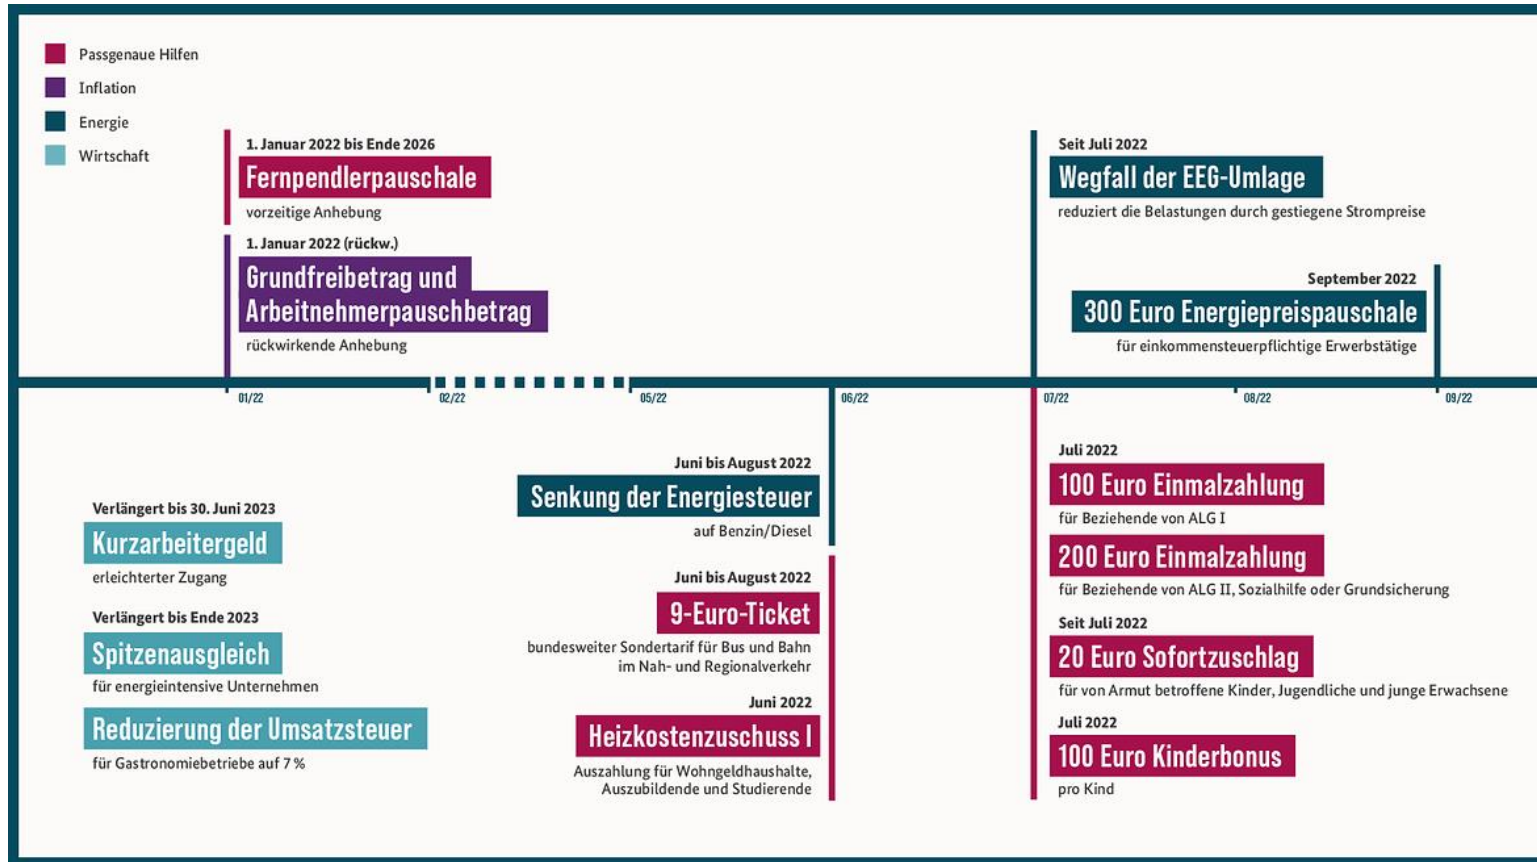 Passgenaue Hilfen
Inflation
Energie
Wirtschaft
1. Januar 2022 bis Ende 2026
Fernpendlerpauschale
vorzeitige Anhebung
1. Januar 2022 (rückw.)
Grundfreibetrag und
Arbeitnehmerpauschbetrag
rückwirkende Anhebung
Seit Juli 2022
Wegfall der EEG-Umlage
reduziert die Belastungen durch gestiegene Strompreise
September 2022
300 Euro Energiepreispauschale
für einkommensteuerpflichtige Erwerbstätige
01/22
02/22
05/22
06/22
07/22
08/22
09/22
Verlängert bis 30. Juni 2023
Kurzarbeitergeld
erleichterter Zugang
Verlängert bis Ende 2023
Spitzenausgleich
für energieintensive Unternehmen
Reduzierung der Umsatzsteuer
für Gastronomiebetriebe auf 7 %
Juni bis August 2022
Senkung der Energiesteuer
auf Benzin/Diesel
Juni bis August 2022
9-Euro-Ticket
bundesweiter Sondertarif für Bus und Bahn
im Nah- und Regionalverkehr
Juni 2022
Heizkostenzuschuss I
Auszahlung für Wohngeldhaushalte,
Auszubildende und Studierende
Juli 2022
100 Euro Einmalzahlung
für Beziehende von ALG I
200 Euro Einmalzahlung
für Beziehende von ALG II, Sozialhilfe oder Grundsicherung
Seit Juli 2022
20 Euro Sofortzuschlag
für von Armut betroffene Kinder, Jugendliche und junge Erwachsene
Juli 2022
100 Euro Kinderbonus
pro Kind